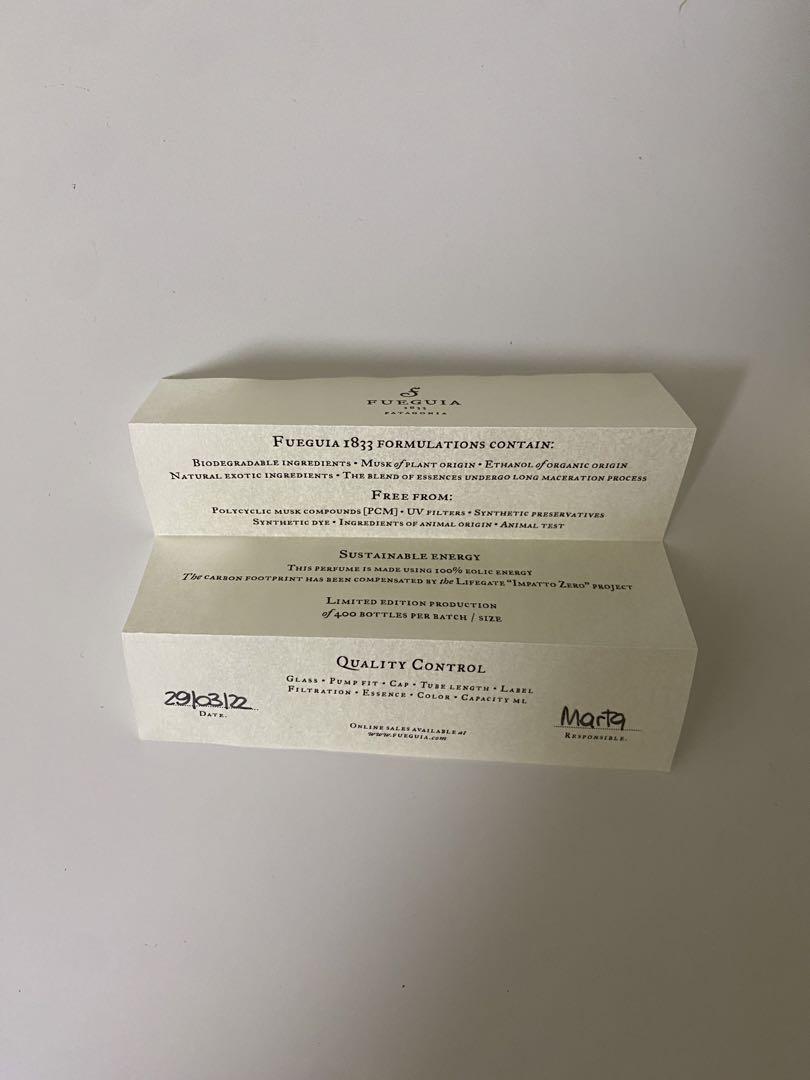 FUEGUIA
1833
PATAGONIA
FUEGUIA 1833 FORMULATIONS CONTAIN:
BIODEGRADABLE INGREDIENTS • MUSK of PLANT ORIGIN • ETHANOL of ORGANIC ORIGIN
NATURAL EXOTIC INGREDIENTS • THE BLEND OF ESSENCES UNDERGO LONG MACERATION PROCESS
FREE FROM:
POLYCYCLIC MUSK COMPOUNDS [PCM] • UV FILTERS • SYNTHETIC PRESERVATIVES
SYNTHETIC DYE • INGREDIENTS OF ANIMAL ORIGIN • ANIMAL TEST
SUSTAINABLE ENERGY
THIS PERFUME IS MADE USING 100% EOLIC ENERGY
The CARBON FOOTPRINT HAS BEEN COMPENSATED BY the LIFEGATE "IMPATTO ZERO" PROJECT
LIMITED EDITION PRODUCTION
of 400 BOTTLES PER BATCH / SIZE
QUALITY CONTROL
GLASS • PUMP FIT • CAP • TUBE LENGTH • LABEL
FILTRATION • ESSENCE • COLOR • CAPACITY ML
29/03/22
DATE.
ONLINE SALES AVAILABLE at
www.FUEGUIA.com
Marta
RESPONSIBLE.